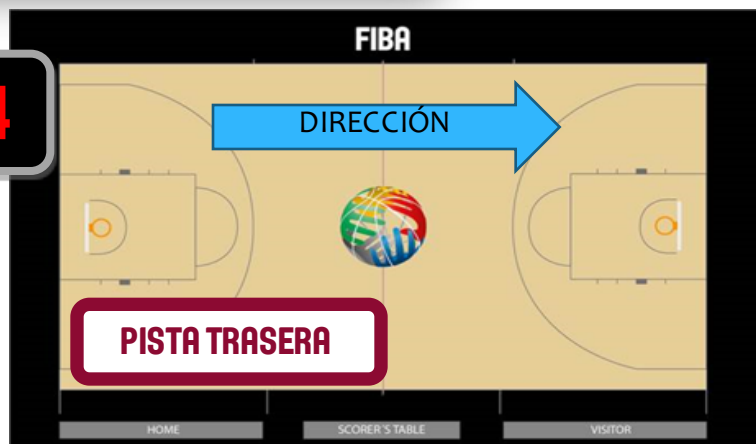 FIBA
4
DIRECCIÓN
PISTA TRASERA
HOME
SCORER'S TABLE
VISITOR